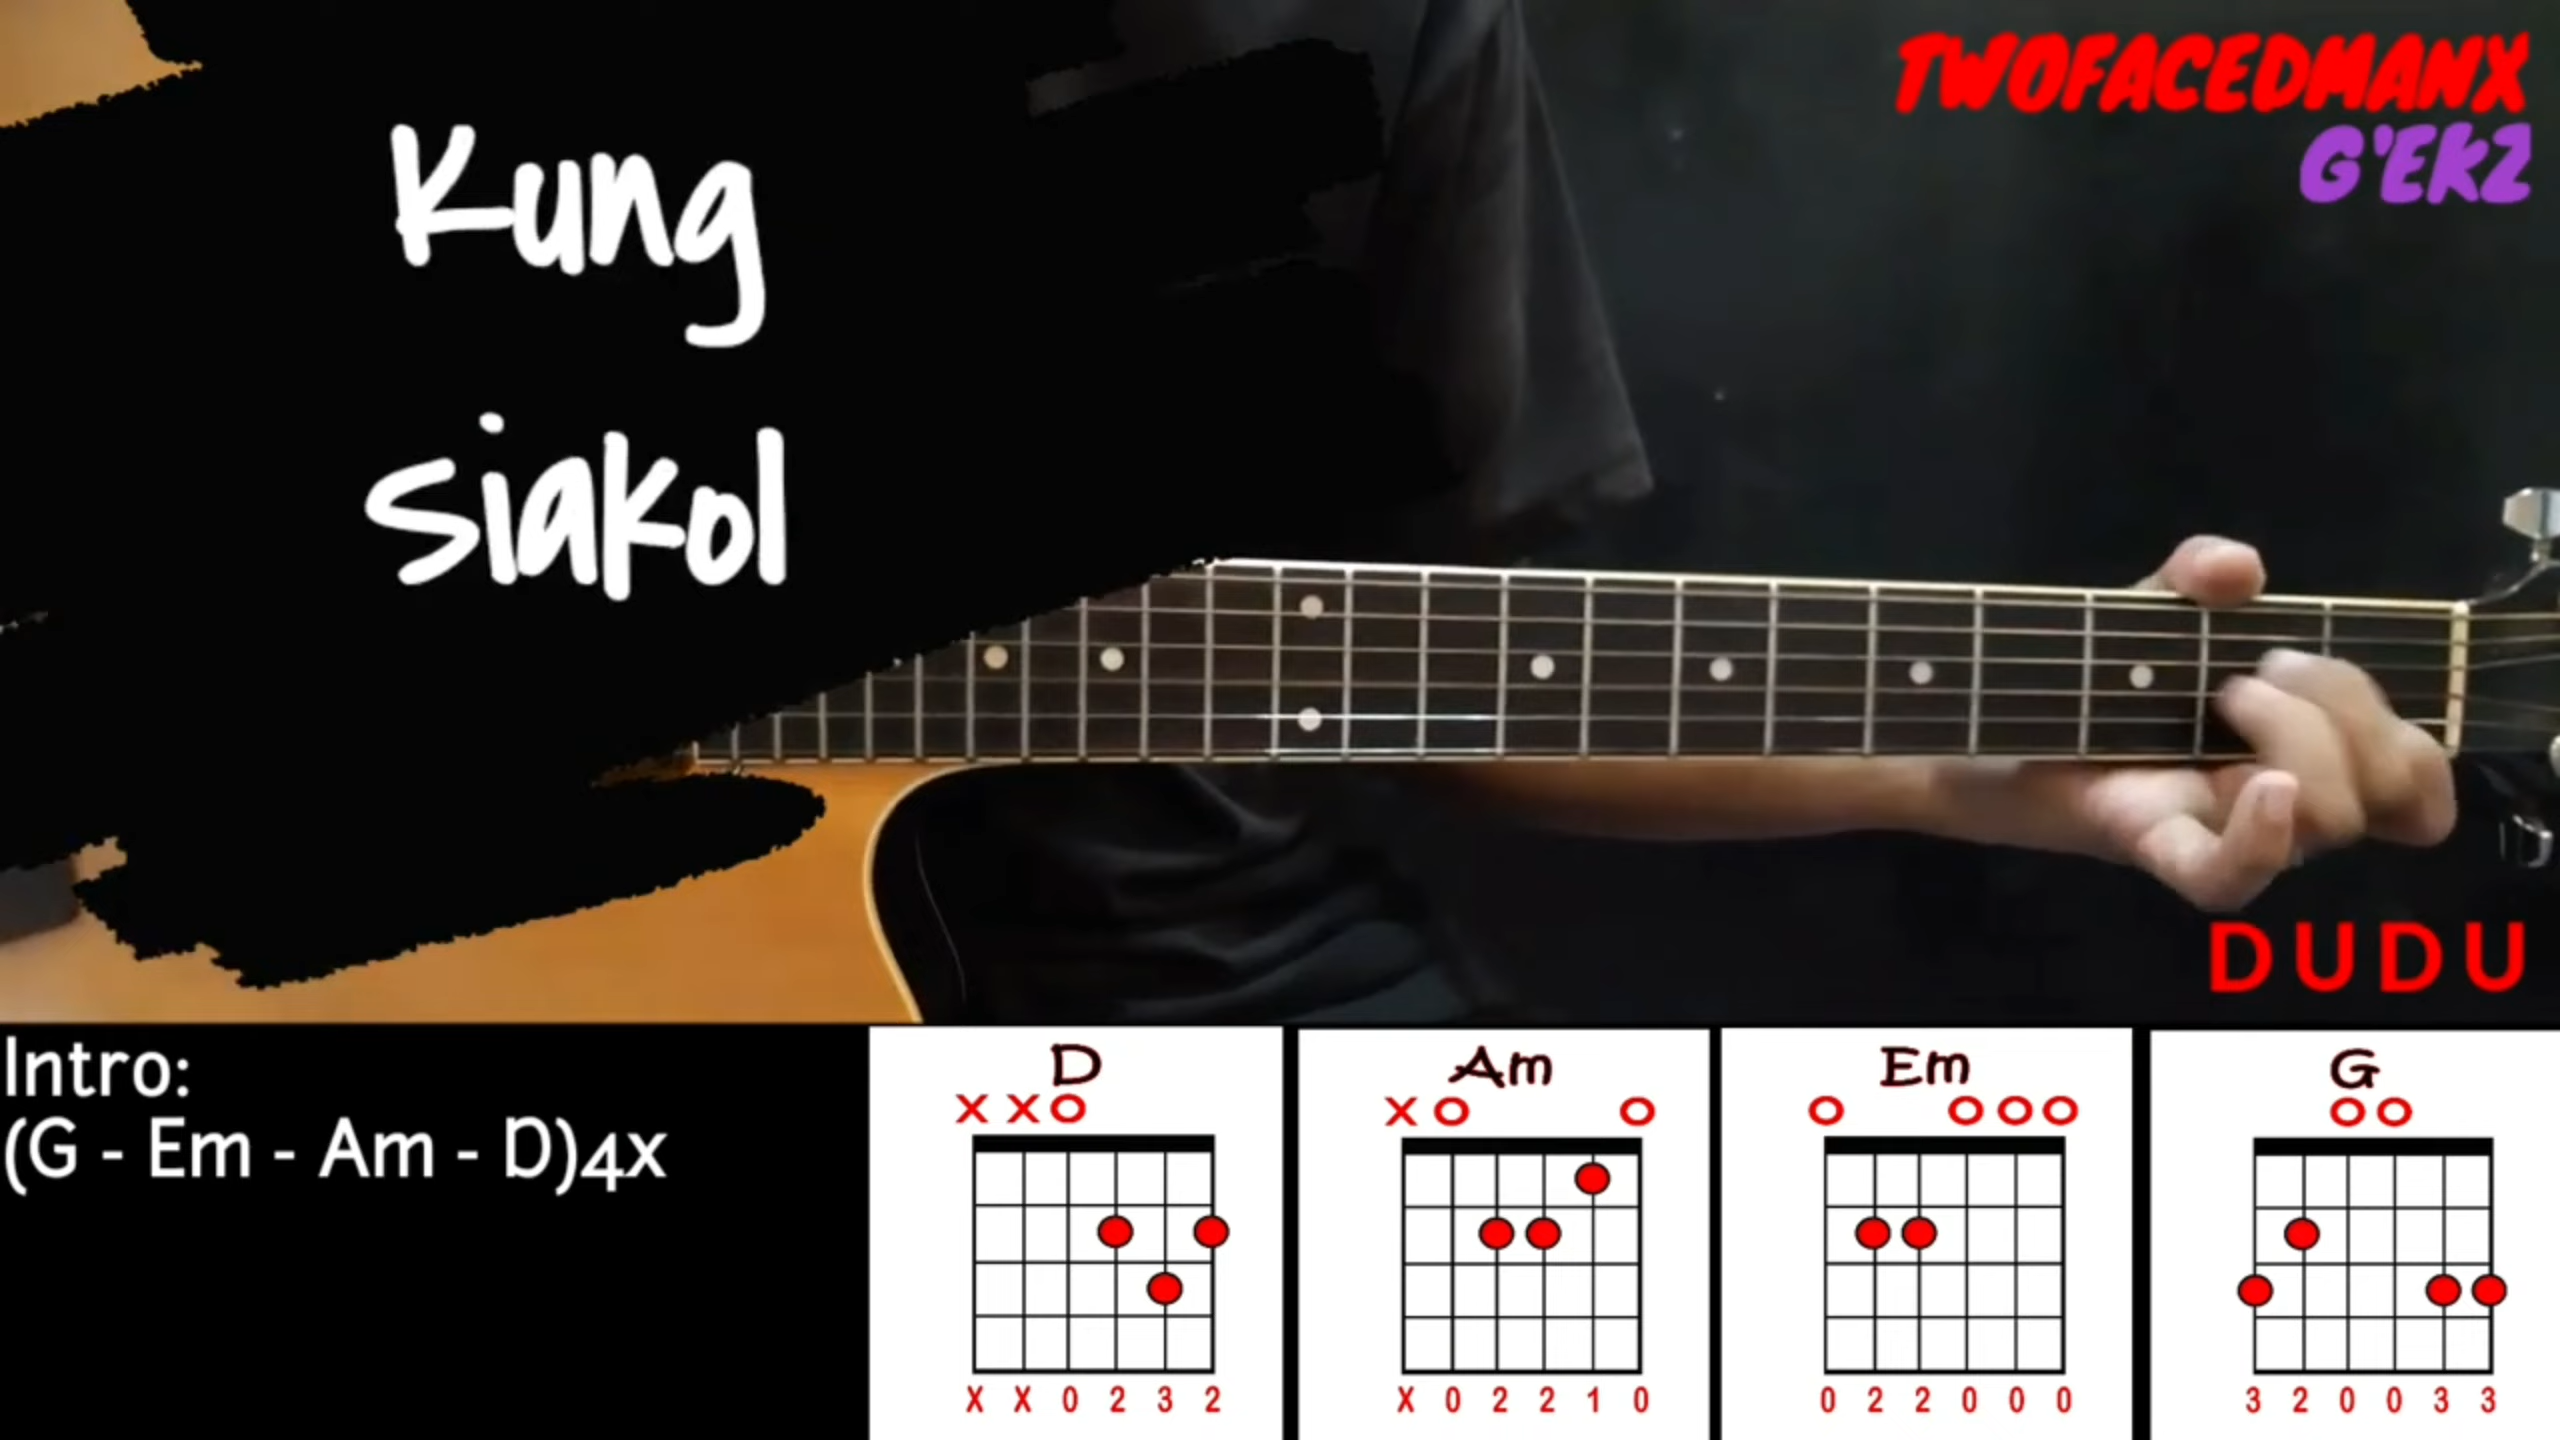 TWOFACEDMANX
G'EKZ
Kung
Siakol
D U D U
Intro:
(G - Em - Am - D)4x
D
X X O
X X 0 2 3 2
Am
X O O
X 0 2 2 1 0
Em
O O O O
0 2 2 0 0 0
G
O O
3 2 0 0 3 3